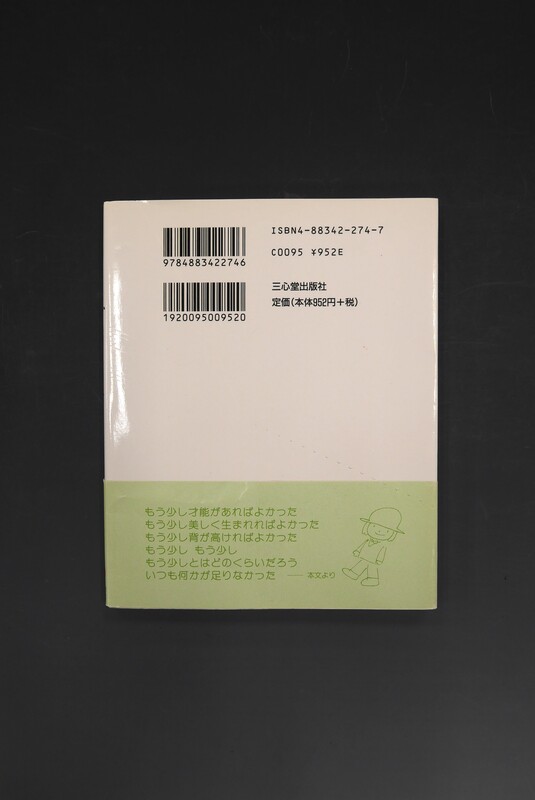 ISBN4-88342-274-7
C0095 ¥952E
9784883422746
三心堂出版社
定価(本体952円+税)
1920095009520
もう少し才能があればよかった
もう少し美しく生まれればよかった
もう少し背が高ければよかった
もう少し もう少し
もう少しとはどのくらいだろう
いつも何かが足りなかった ——本文より